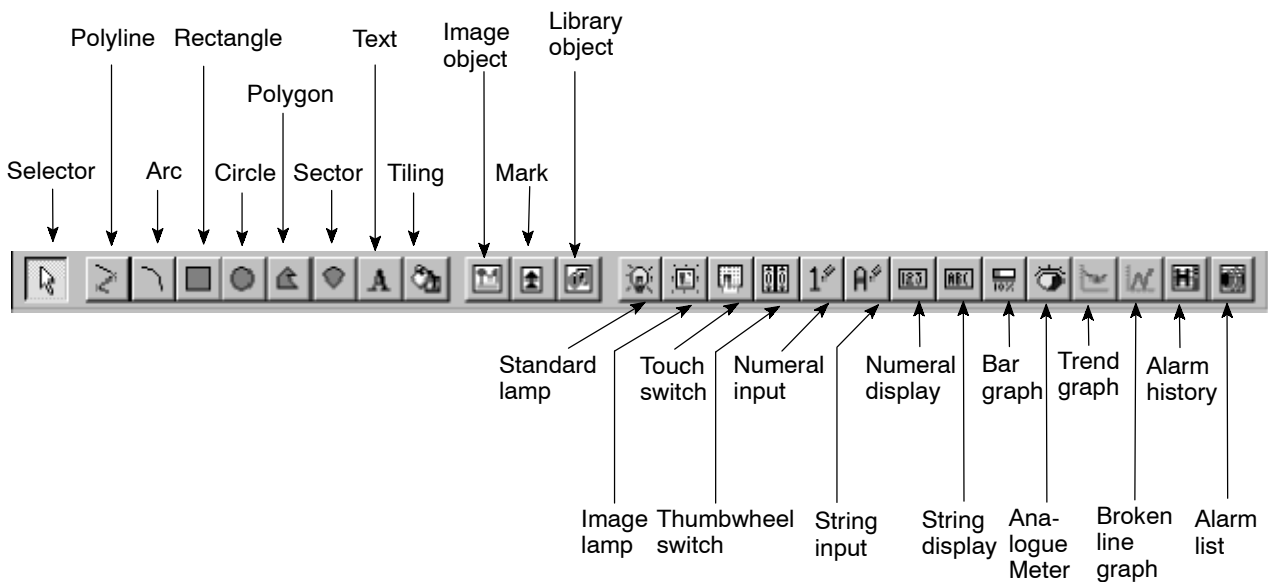 Library
object
Image
object
Polyline
Rectangle
Text
Polygon
Selector
Arc
Circle
Sector
Tiling
Mark
Standard
lamp
Touch
switch
Numeral
input
Numeral
display
Bar
graph
Trend
graph
Alarm
history
Image
lamp
Thumbwheel
switch
String
input
String
display
Ana-
logue
Meter
Broken
line
graph
Alarm
list